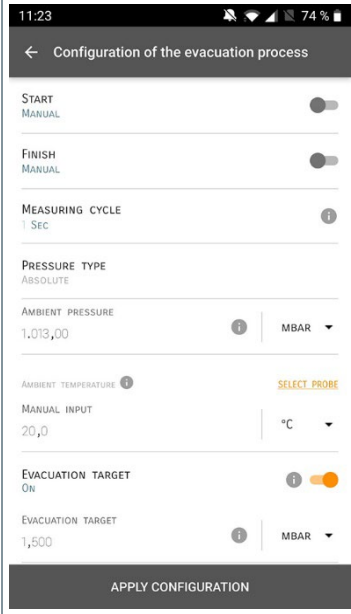 11:23
74 %
Configuration of the evacuation process
START
MANUAL
FINISH
MANUAL
MEASURING CYCLE
1 SEC
PRESSURE TYPE
ABSOLUTE
AMBIENT PRESSURE
1.013,00
MBAR
AMBIENT TEMPERATURE
SELECT PROBE
MANUAL INPUT
20,0
°C
EVACUATION TARGET
ON
EVACUATION TARGET
1,500
MBAR
APPLY CONFIGURATION